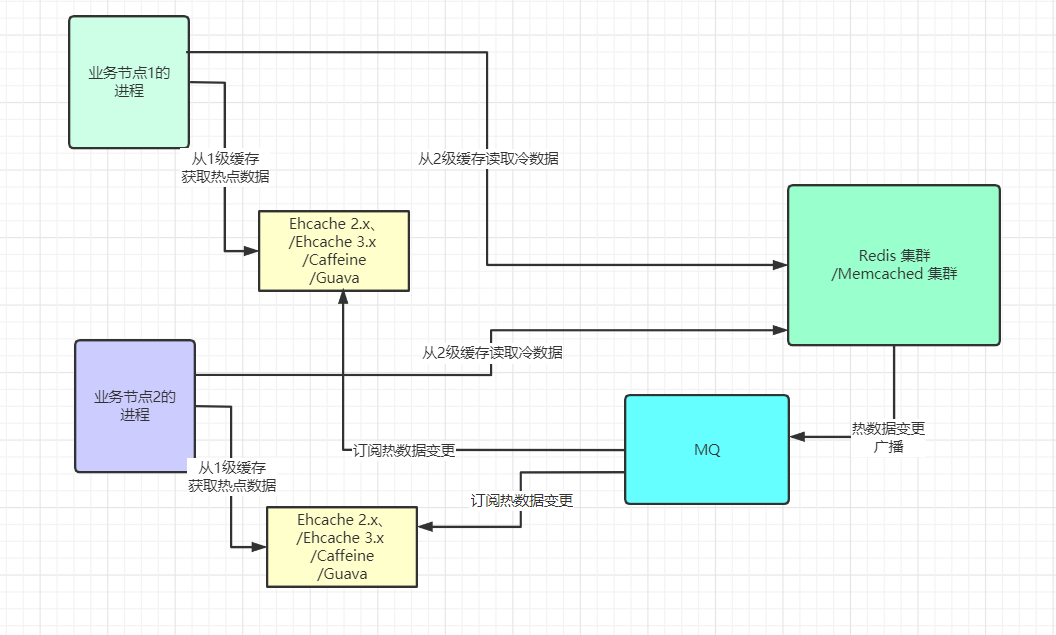 业务节点1的
进程
从1级缓存
获取热点数据
从2级缓存读取冷数据
Ehcache 2.x、
/Ehcache 3.x
/Caffeine
/Guava
Redis 集群
/Memcached 集群
从2级缓存读取冷数据
业务节点2的
进程
热数据变更
广播
MQ
订阅热数据变更
从1级缓存
获取热点数据
订阅热数据变更
Ehcache 2.x、
/Ehcache 3.x
/Caffeine
/Guava